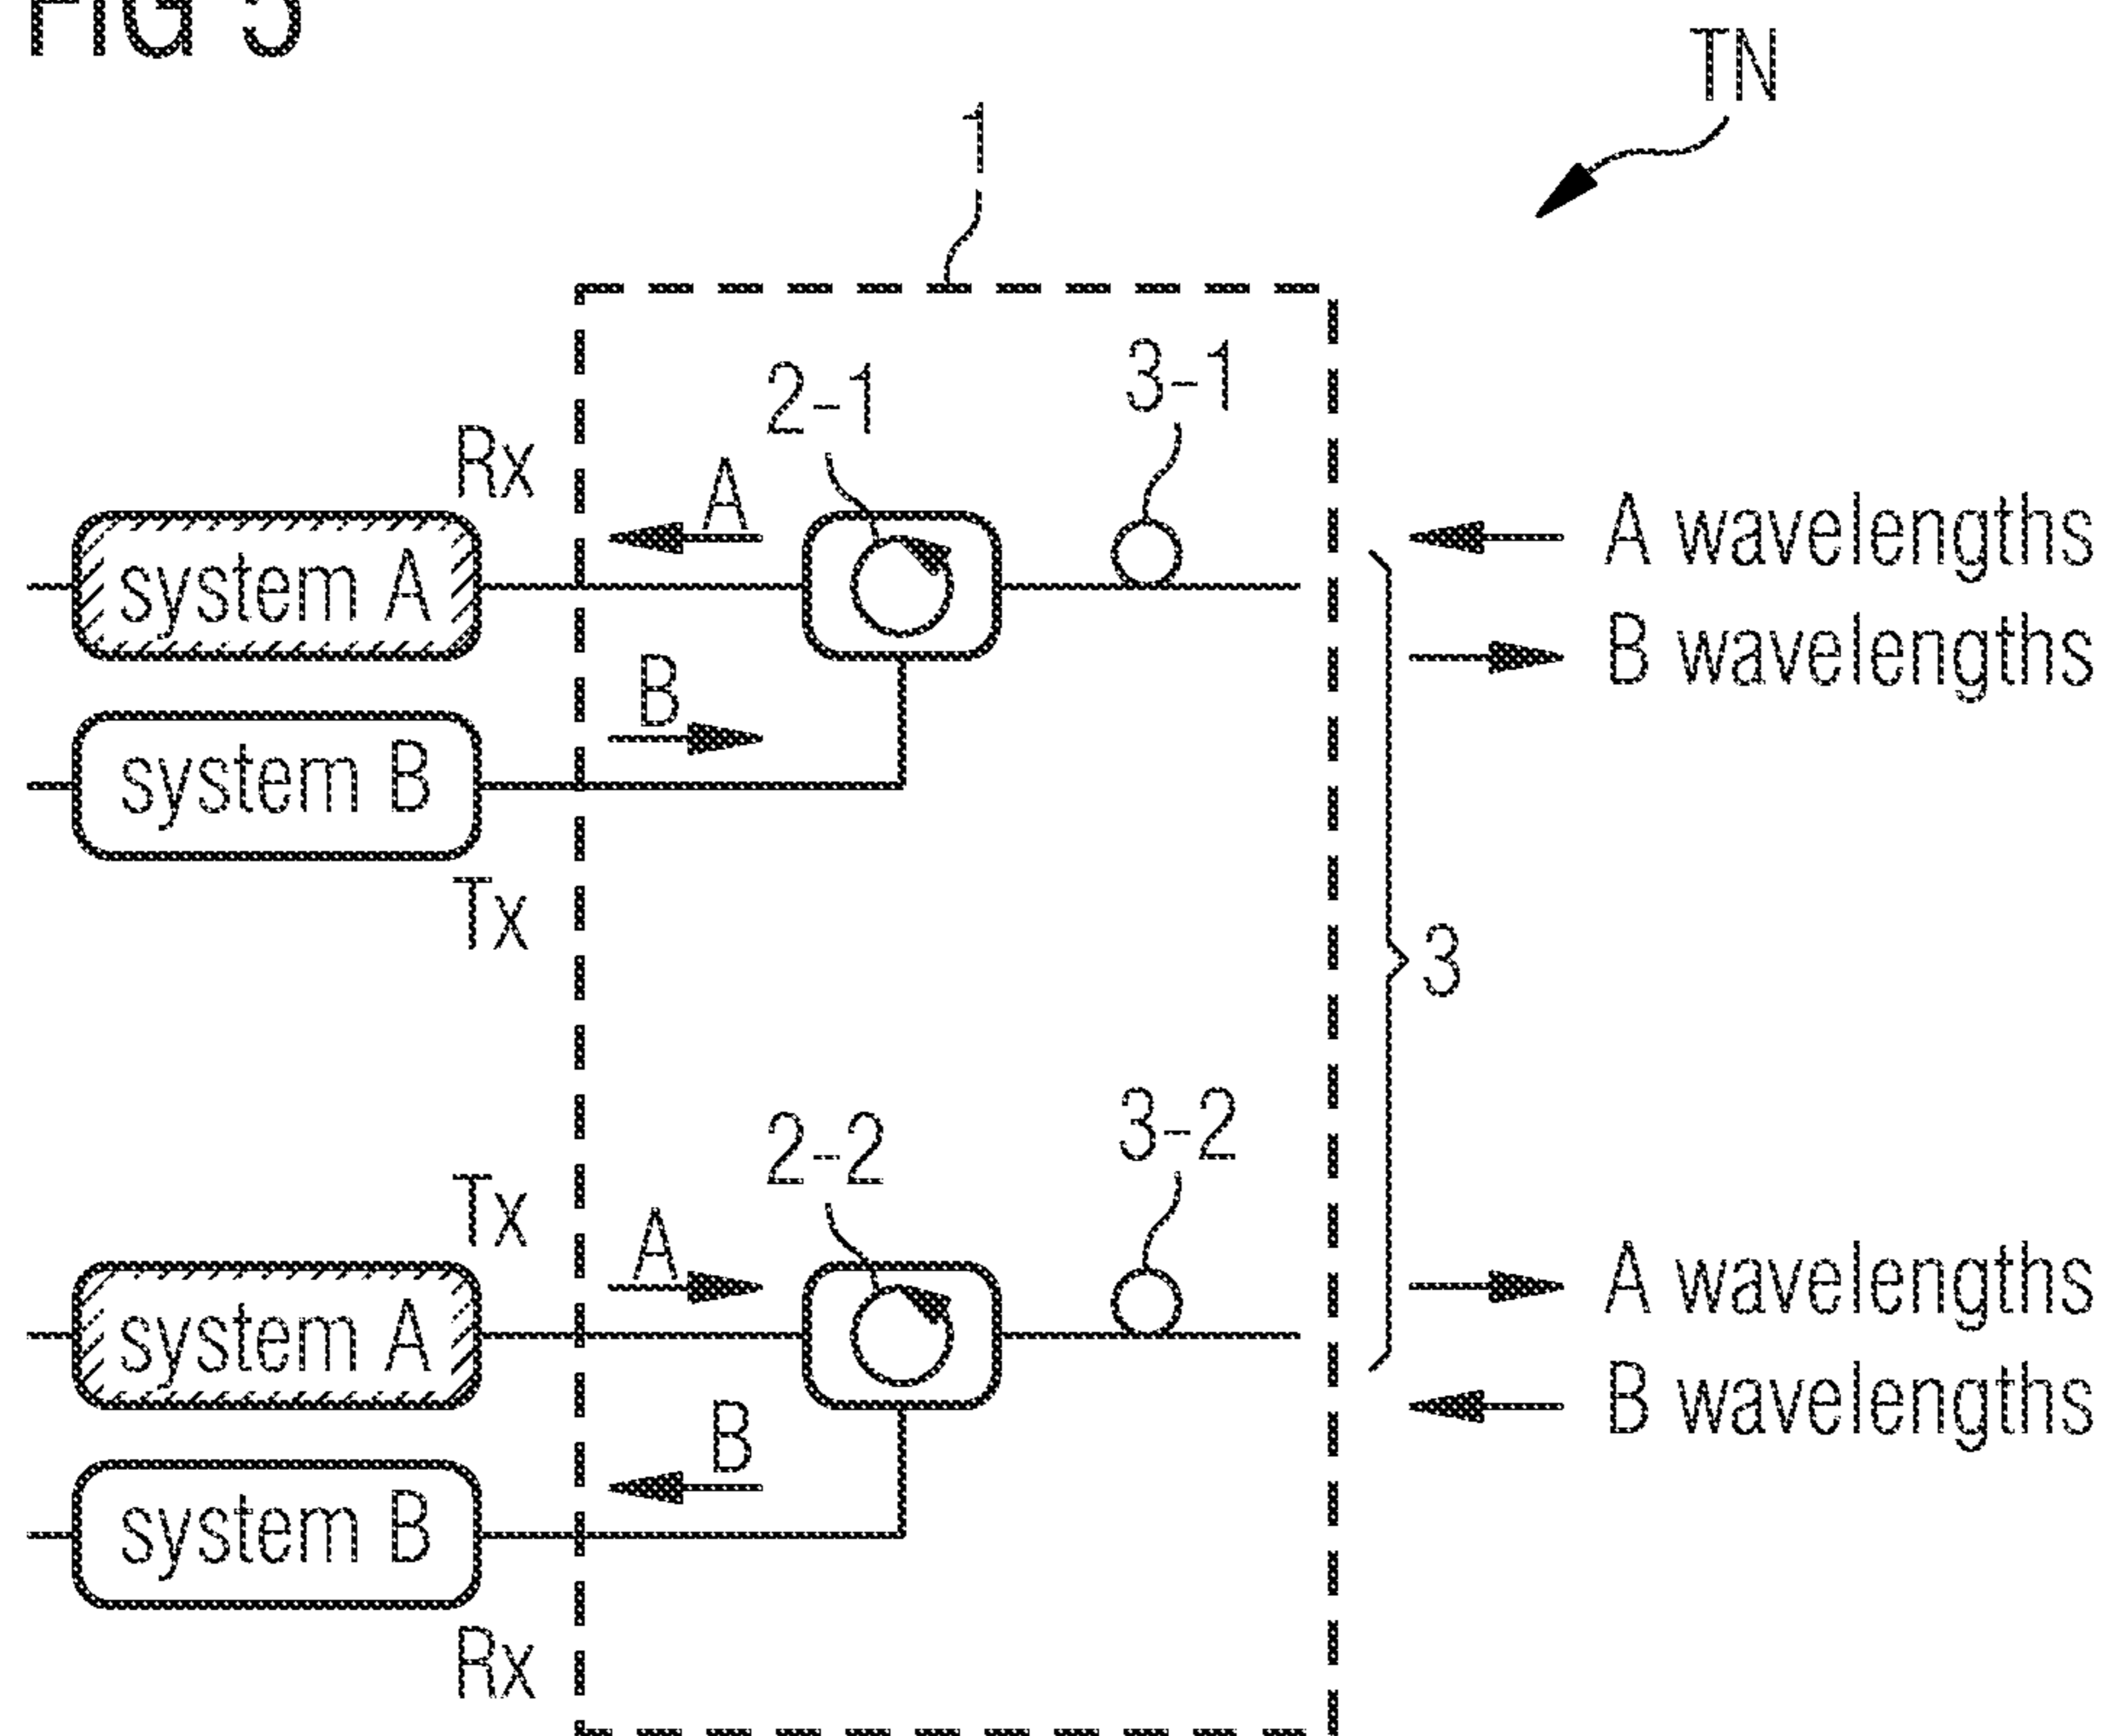 FIG 5
TN
1
2-1
3-1
Rx
A
A wavelengths
system A
B wavelengths
B
system B
Tx
3
2-2
3-2
Tx
A
A wavelengths
system A
B wavelengths
B
system B
Rx